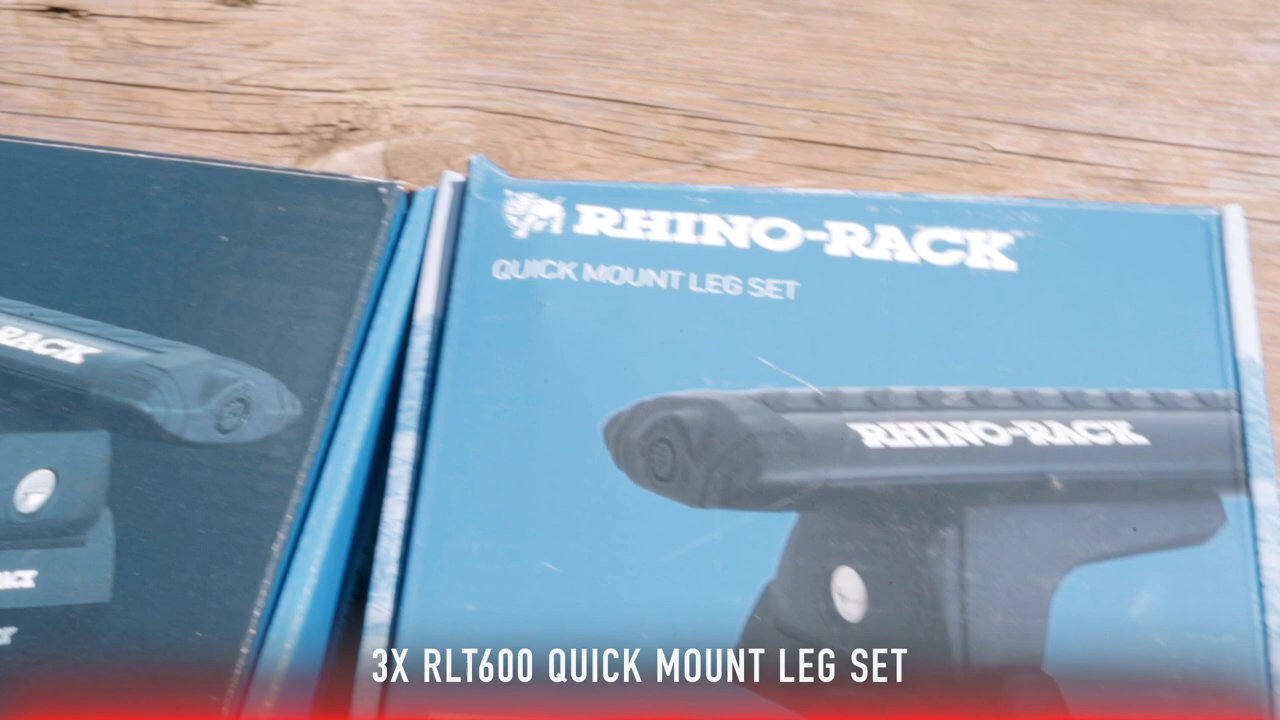 RHINO-RACK
QUICK MOUNT LEG SET
RACK
RHINO-RACK
3X RLT600 QUICK MOUNT LEG SET